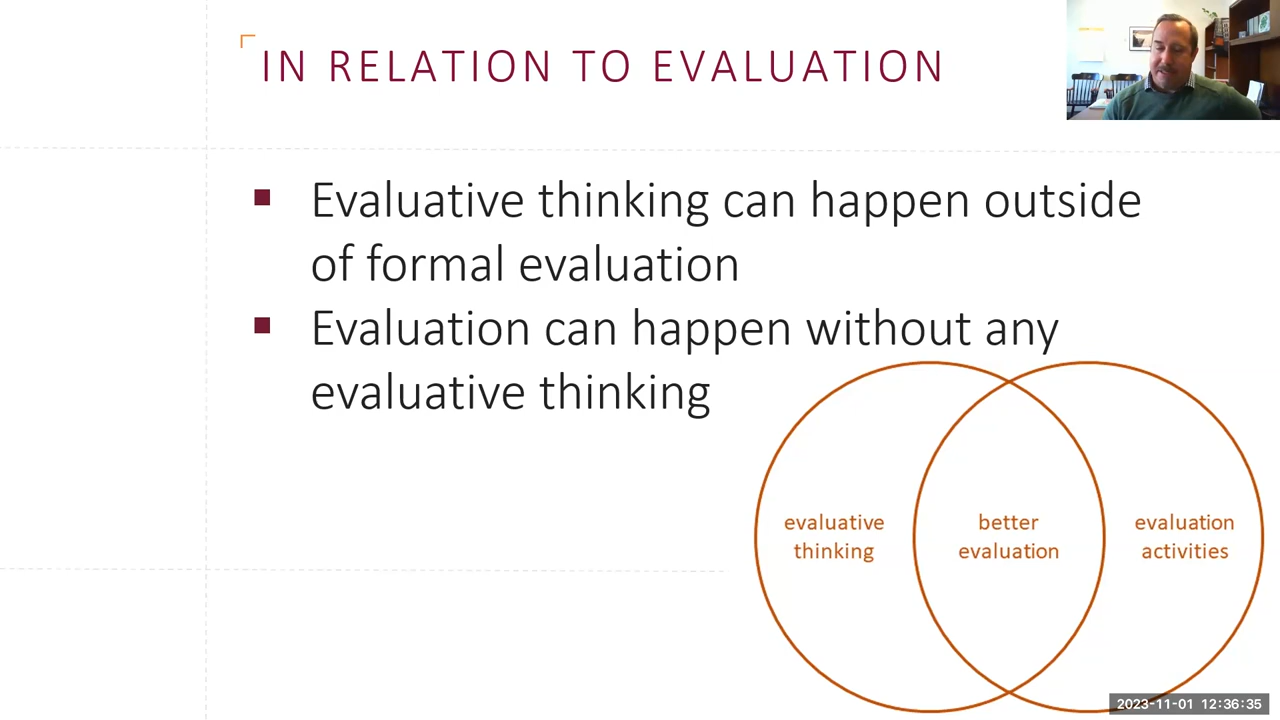 IN RELATION TO EVALUATION
Evaluative thinking can happen outside
of formal evaluation
Evaluation can happen without any
evaluative thinking
evaluative
thinking
better
evaluation
evaluation
activities
2023-11-01 12:36:35